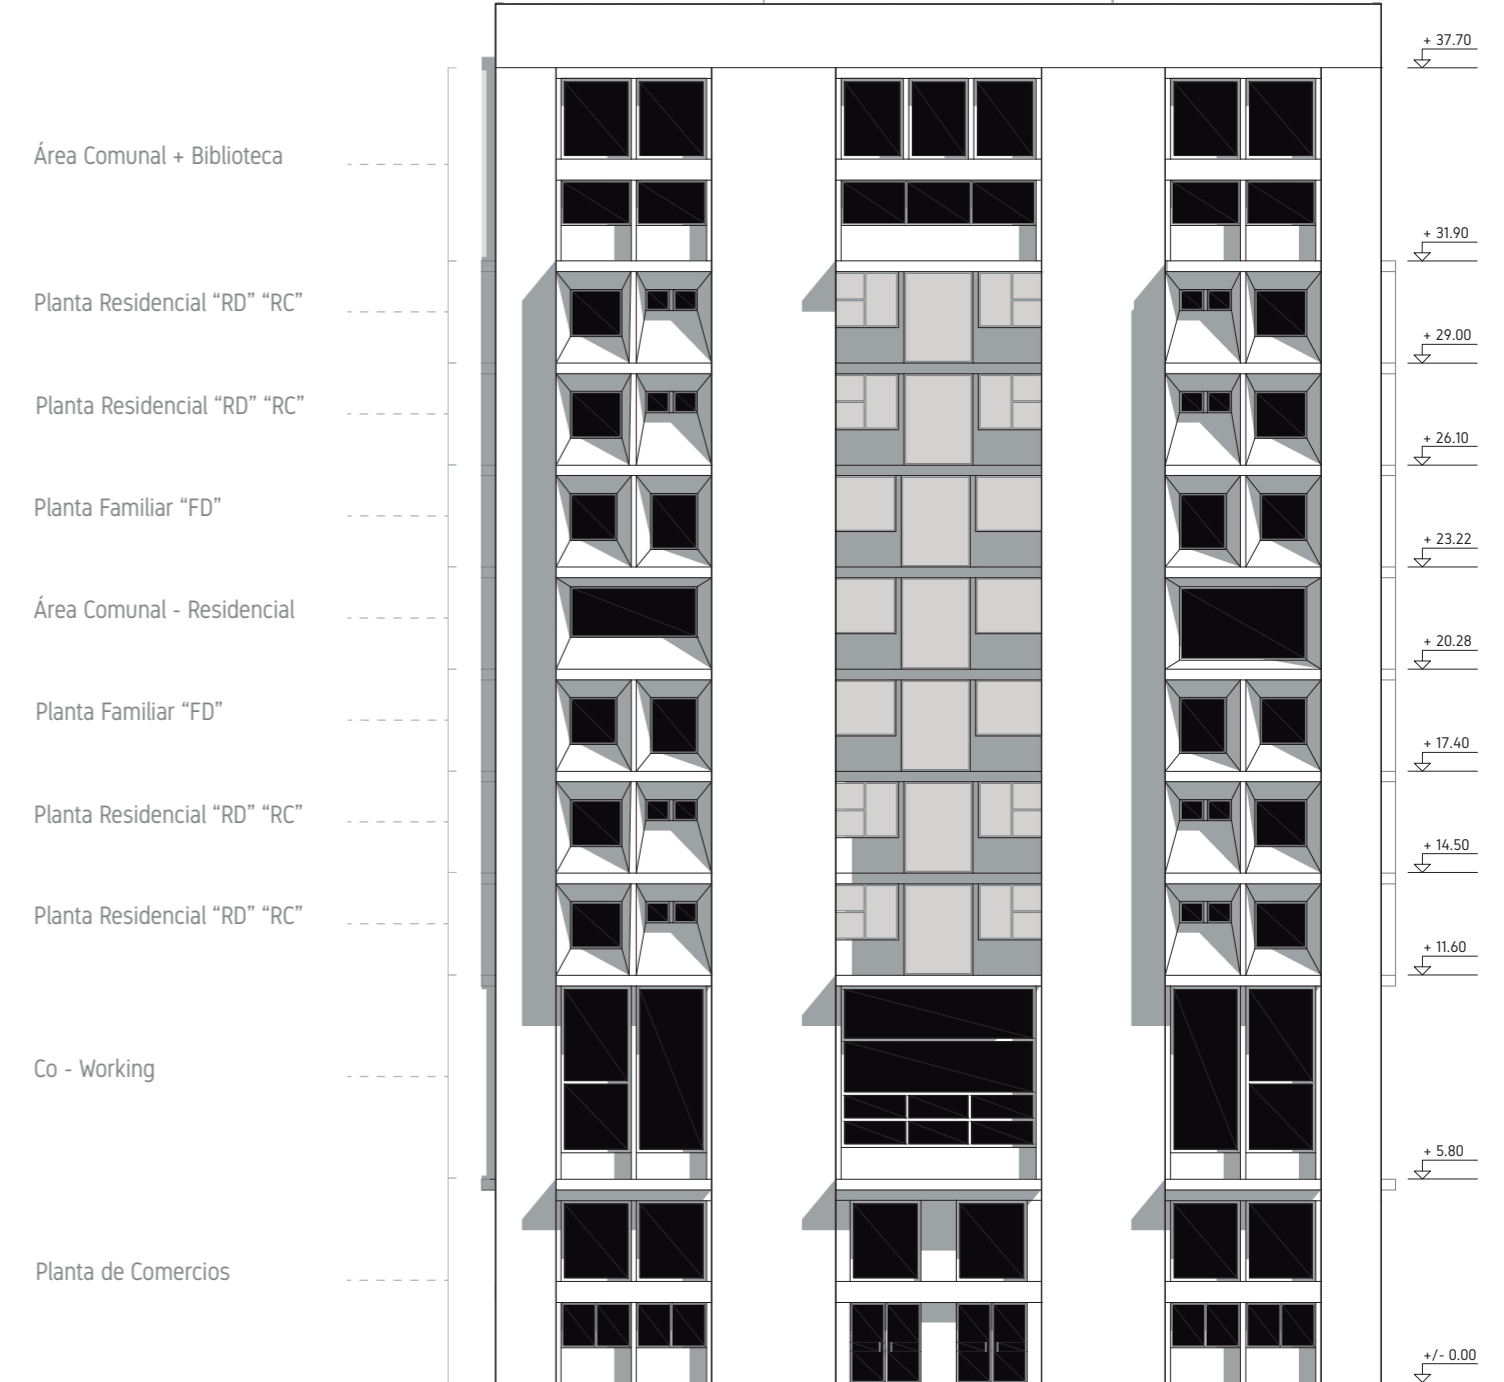 + 37.70
Área Comunal + Biblioteca
+ 31.90
Planta Residencial “RD” “RC”
+ 29.00
Planta Residencial “RD” “RC”
+ 26.10
Planta Familiar “FD”
+ 23.22
Área Comunal - Residencial
+ 20.28
Planta Familiar “FD”
+ 17.40
Planta Residencial “RD” “RC”
+ 14.50
Planta Residencial “RD” “RC”
+ 11.60
Co - Working
+ 5.80
Planta de Comercios
+/- 0.00